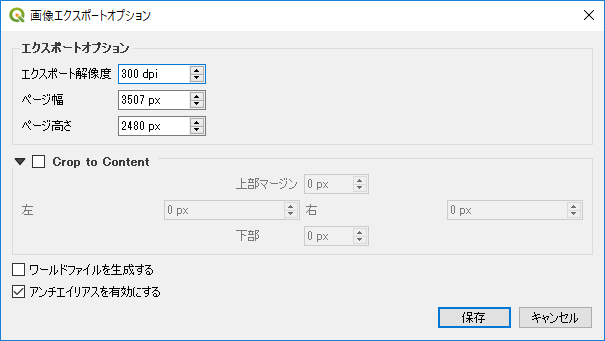 画像エクスポートオプション
エクスポートオプション
エクスポート解像度 300 dpi
ページ幅 3507 px
ページ高さ 2480 px
Crop to Content
上部マージン 0 px
左 0 px 右 0 px
下部 0 px
ワールドファイルを生成する
アンチエイリアスを有効にする
保存 キャンセル